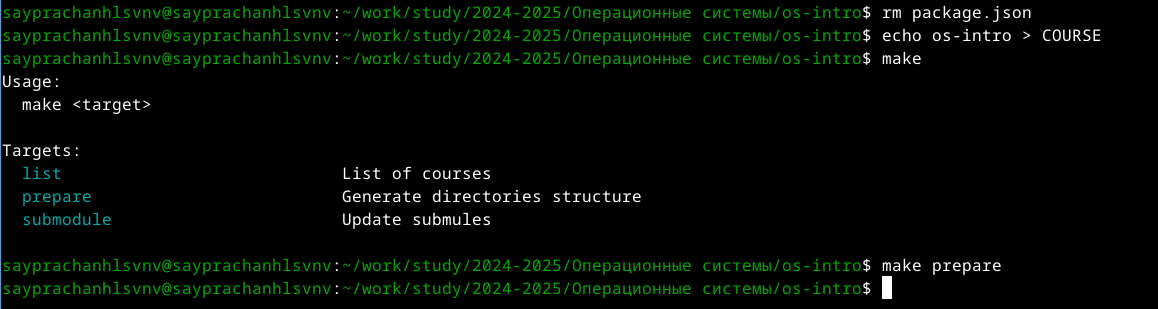 sayprachanhlsvnv@sayprachanhlsvnv:~/work/study/2024-2025/Операционные системы/os-intro$ rm package.json
sayprachanhlsvnv@sayprachanhlsvnv:~/work/study/2024-2025/Операционные системы/os-intro$ echo os-intro > COURSE
sayprachanhlsvnv@sayprachanhlsvnv:~/work/study/2024-2025/Операционные системы/os-intro$ make
Usage:
  make <target>

Targets:
  list                            List of courses
  prepare                         Generate directories structure
  submodule                       Update submules

sayprachanhlsvnv@sayprachanhlsvnv:~/work/study/2024-2025/Операционные системы/os-intro$ make prepare
sayprachanhlsvnv@sayprachanhlsvnv:~/work/study/2024-2025/Операционные системы/os-intro$